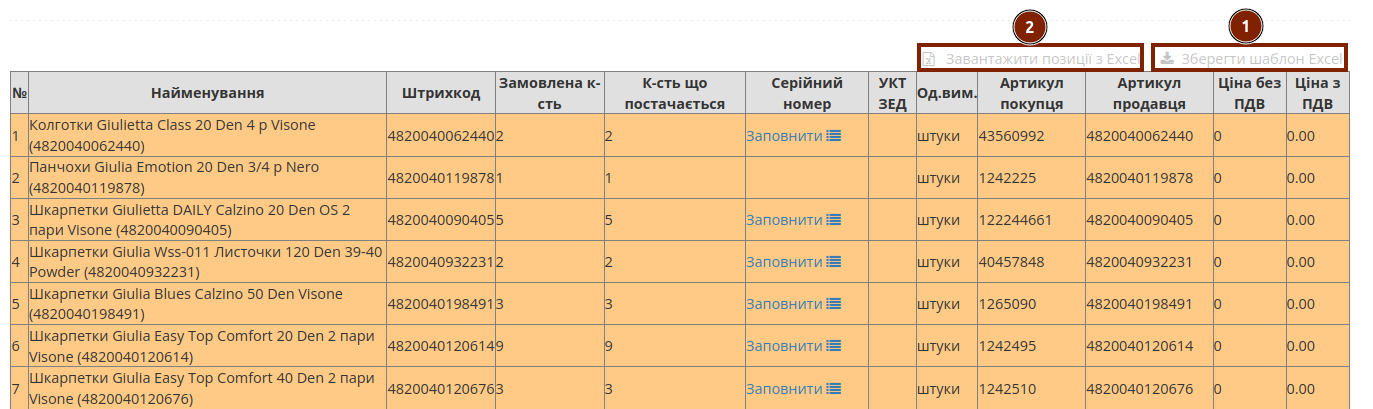 2 1
Завантажити позиції з Excel Зберегти шаблон Excel
№ Найменування Штрихкод Замовлена к-сть К-сть що постачається Серійний номер УКТ ЗЕД Од.вим. Артикул покупця Артикул продавця Ціна без ПДВ Ціна з ПДВ
1 Колготки Giulietta Class 20 Den 4 р Visone
(4820040062440) 4820040062440 2 2 Заповнити штуки 43560992 4820040062440 0 0.00
2 Панчохи Giulia Emotion 20 Den 3/4 р Nero
(4820040119878) 4820040119878 1 1 штуки 1242225 4820040119878 0 0.00
3 Шкарпетки Giulietta DAILY Calzino 20 Den OS 2
пари Visone (4820040090405) 4820040090405 5 5 Заповнити штуки 122244661 4820040090405 0 0.00
4 Шкарпетки Giulia Wss-011 Листочки 120 Den 39-40
Powder (4820040932231) 4820040932231 2 2 Заповнити штуки 40457848 4820040932231 0 0.00
5 Шкарпетки Giulia Blues Calzino 50 Den Visone
(4820040198491) 4820040198491 3 3 Заповнити штуки 1265090 4820040198491 0 0.00
6 Шкарпетки Giulia Easy Top Comfort 20 Den 2 пари
Visone (4820040120614) 4820040120614 9 9 Заповнити штуки 1242495 4820040120614 0 0.00
7 Шкарпетки Giulia Easy Top Comfort 40 Den 2 пари
Visone (4820040120676) 4820040120676 3 3 Заповнити штуки 1242510 4820040120676 0 0.00